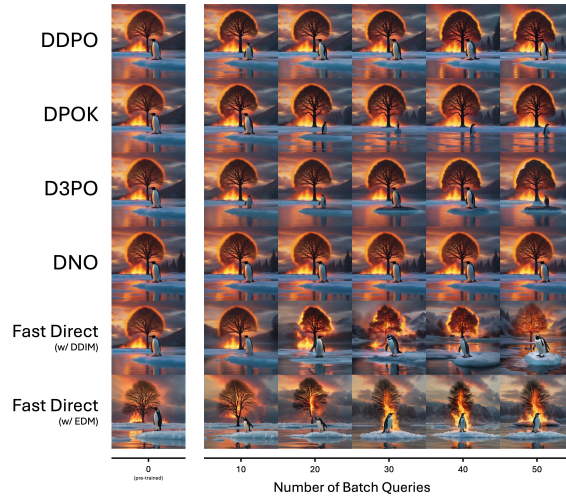 DDPO
DPOK
D3PO
DNO
Fast Direct
(w/ DDIM)
Fast Direct
(w/ EDM)
0 10 20 30 40 50
(pre-trained)
Number of Batch Queries